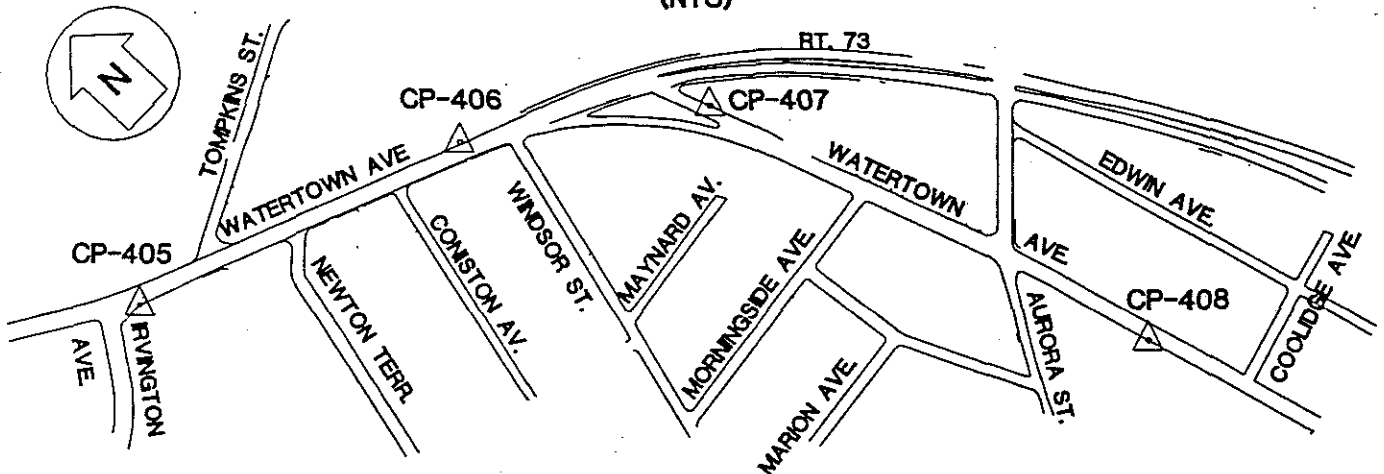 (NTS)
RT. 73
N
TOMPKINS ST.
CP-406
CP-407
WATERTOWN AVE
WATERTOWN
AVE.
EDWIN AVE.
CP-405
WINDSOR ST.
MAYNARD AV.
CONISTON AV.
NEWTON TERR.
MORNINGSIDE AVE.
CP-408
COOLIDGE AVE.
IRVINGTON
AVE.
AURORA ST.
MARION AVE.